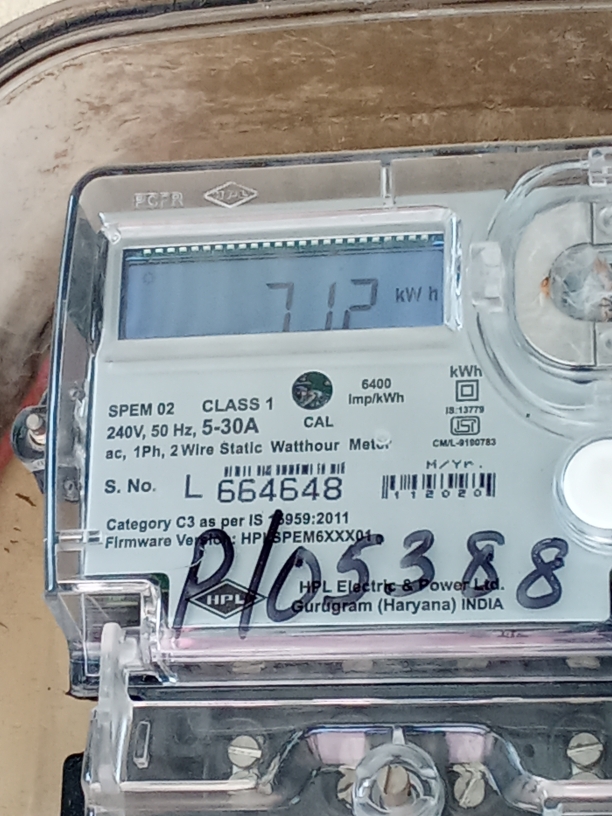 712 kWh
6400
Imp/kWh
kWh
SPEM 02 CLASS 1
CAL
IS:13779
240V, 50 Hz, 5-30A
CM/L-9190783
ac, 1Ph, 2 Wire Static Watthour Meter
M/Yr.
S. No. L 664648
112020
Category C3 as per IS 15959:2011
Firmware Version: HPLSPEM6XXX01.
P/05388
HPL
HPL Electric & Power Ltd.
Gurugram (Haryana) INDIA